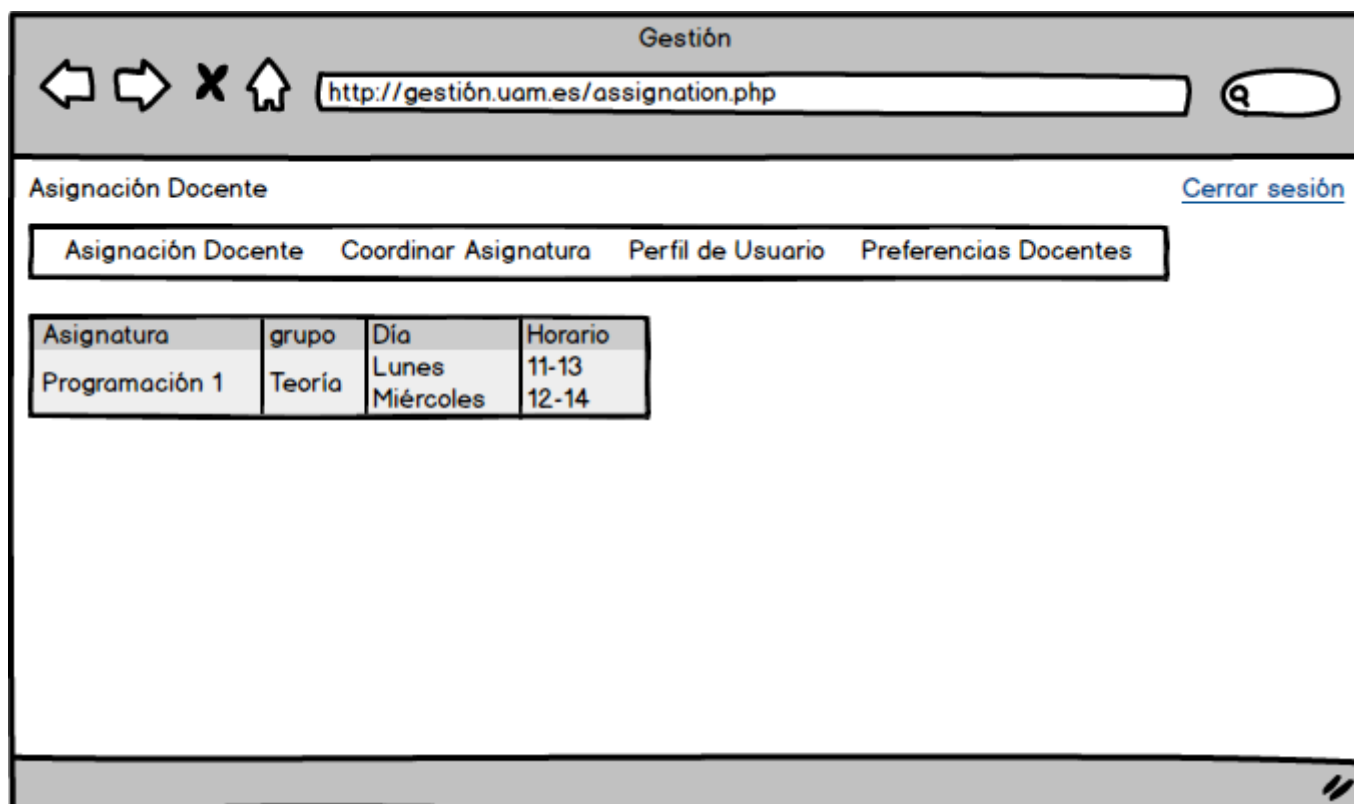 Gestión
http://gestión.uam.es/assignation.php
Asignación Docente
Cerrar sesión
Asignación Docente Coordinar Asignatura Perfil de Usuario Preferencias Docentes
Asignatura grupo Día Horario
Programación 1 Teoría Lunes 11-13
Miércoles 12-14